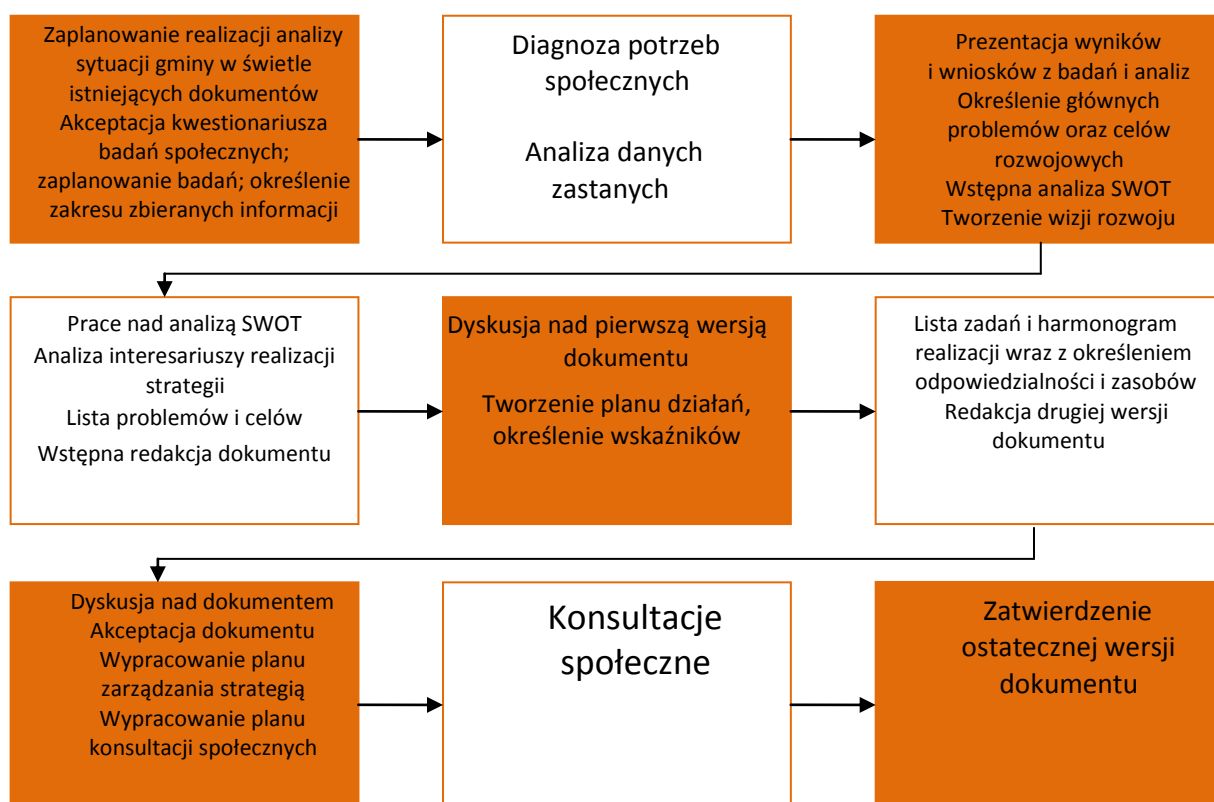 Zaplanowanie realizacji analizy
sytuacji gminy w świetle
istniejących dokumentów
Akceptacja kwestionariusza
badań społecznych;
zaplanowanie badań; określenie
zakresu zbieranych informacji
Diagnoza potrzeb
społecznych
Analiza danych
zastanych
Prezentacja wyników
i wniosków z badań i analiz
Określenie głównych
problemów oraz celów
rozwojowych
Wstępna analiza SWOT
Tworzenie wizji rozwoju
Prace nad analizą SWOT
Analiza interesariuszy realizacji
strategii
Lista problemów i celów
Wstępna redakcja dokumentu
Dyskusja nad pierwszą wersją
dokumentu
Tworzenie planu działań,
określenie wskaźników
Lista zadań i harmonogram
realizacji wraz z określeniem
odpowiedzialności i zasobów
Redakcja drugiej wersji
dokumentu
Dyskusja nad dokumentem
Akceptacja dokumentu
Wypracowanie planu
zarządzania strategią
Wypracowanie planu
konsultacji społecznych
Konsultacje
społeczne
Zatwierdzenie
ostatecznej wersji
dokumentu